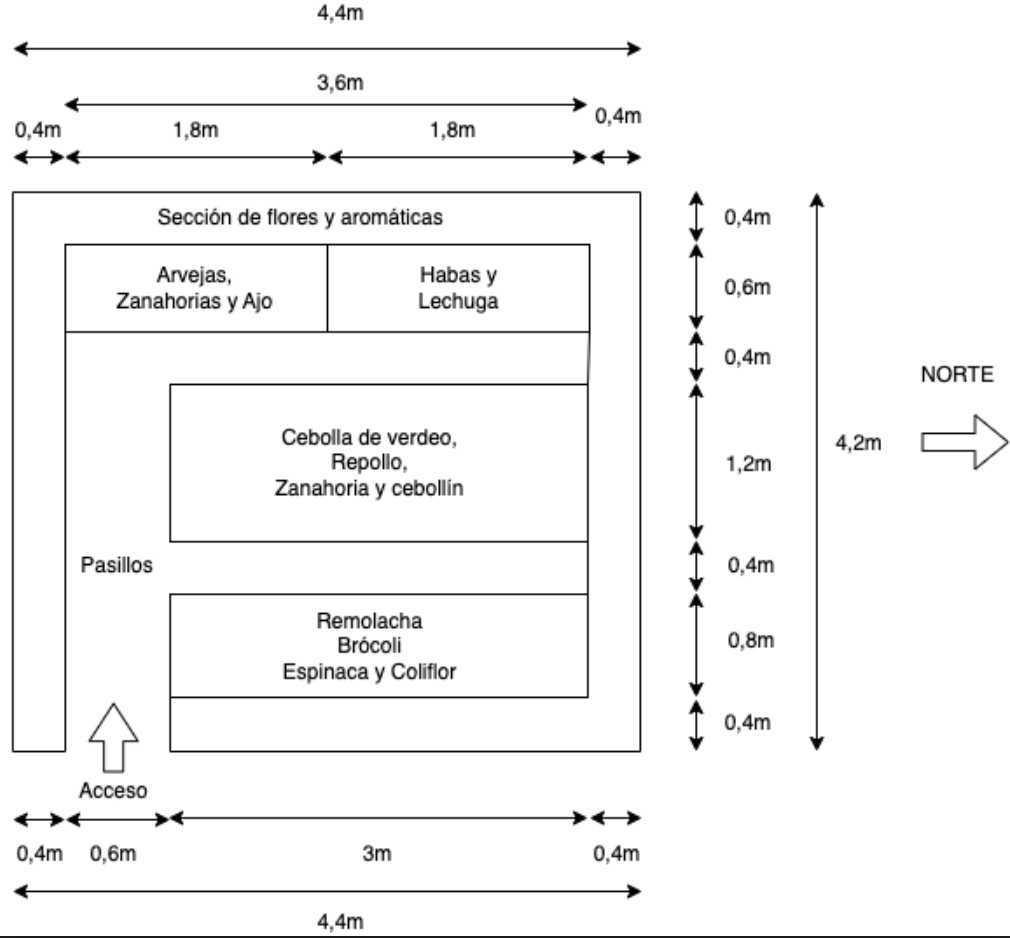 4,4m
3,6m
0,4m
1,8m
1,8m
0,4m
Sección de flores y aromáticas
0,4m
Arvejas,
Zanahorias y Ajo
Habas y
Lechuga
0,6m
0,4m
NORTE
Cebolla de verdeo,
Repollo,
Zanahoria y cebollín
1,2m
4,2m
Pasillos
0,4m
Remolacha
Brócoli
Espinaca y Coliflor
0,8m
0,4m
Acceso
0,4m
0,6m
3m
0,4m
4,4m